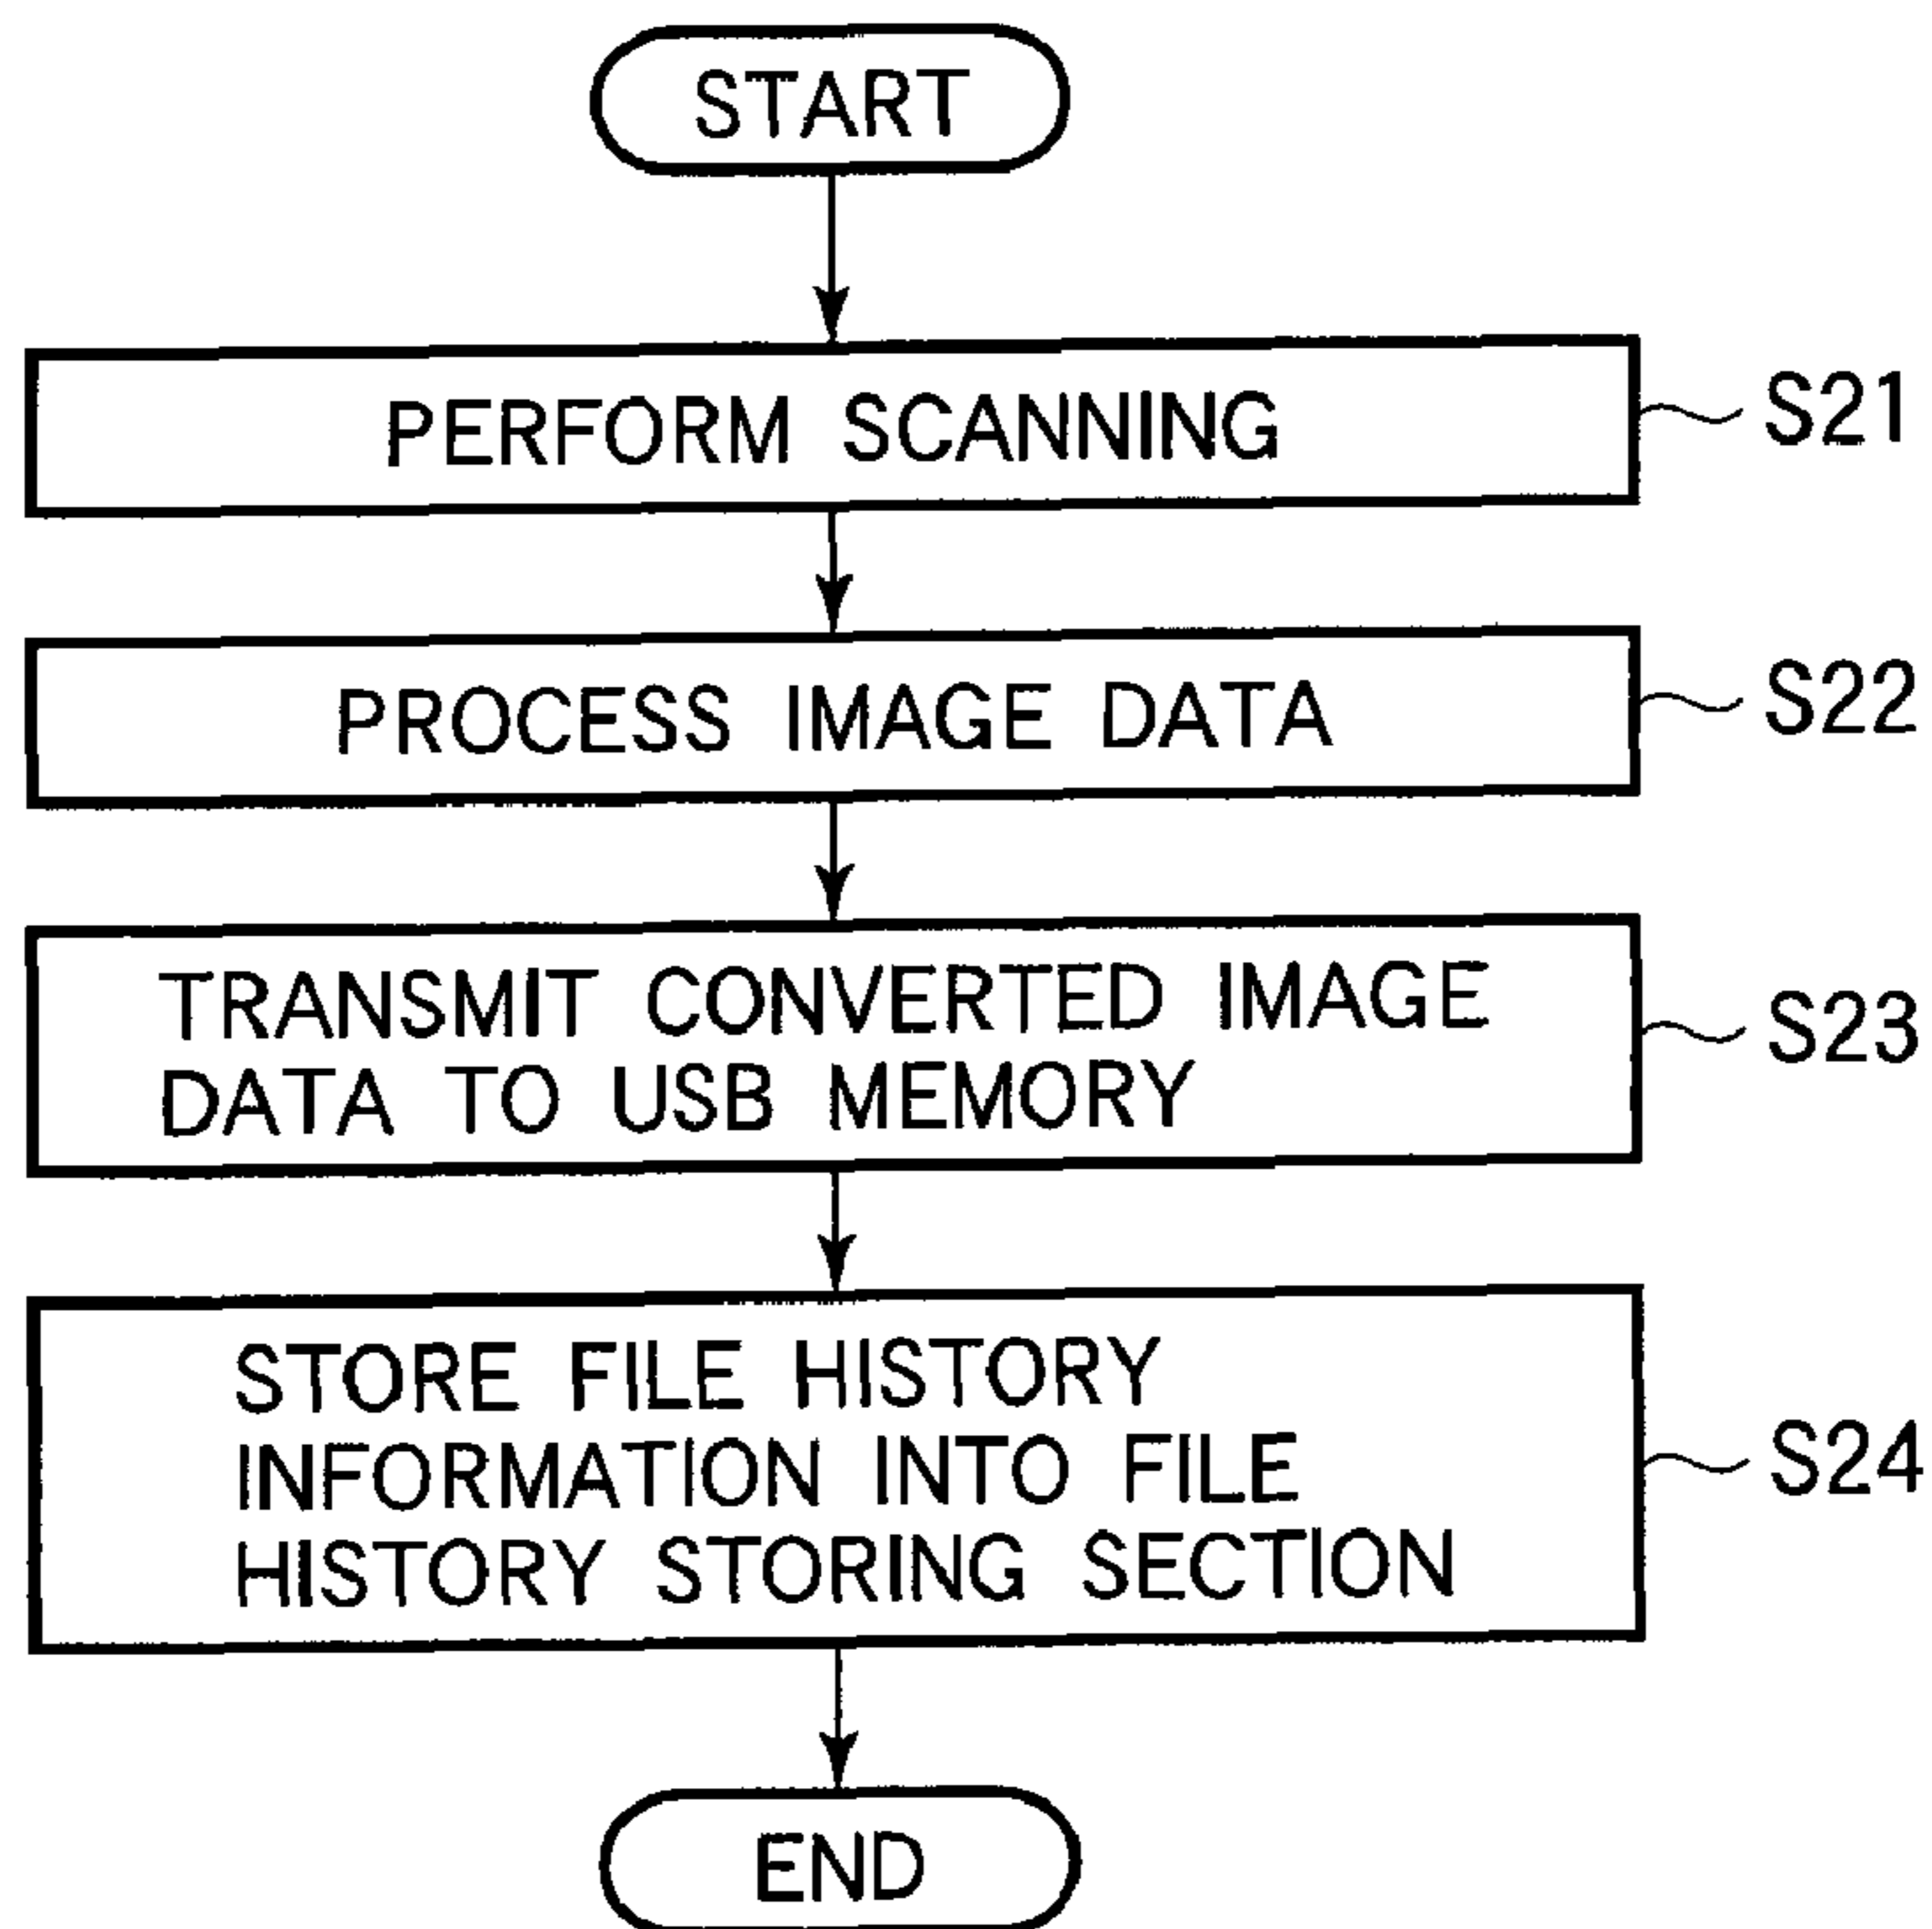 START
PERFORM SCANNING
S21
PROCESS IMAGE DATA
S22
TRANSMIT CONVERTED IMAGE
DATA TO USB MEMORY
S23
STORE FILE HISTORY
INFORMATION INTO FILE
HISTORY STORING SECTION
S24
END